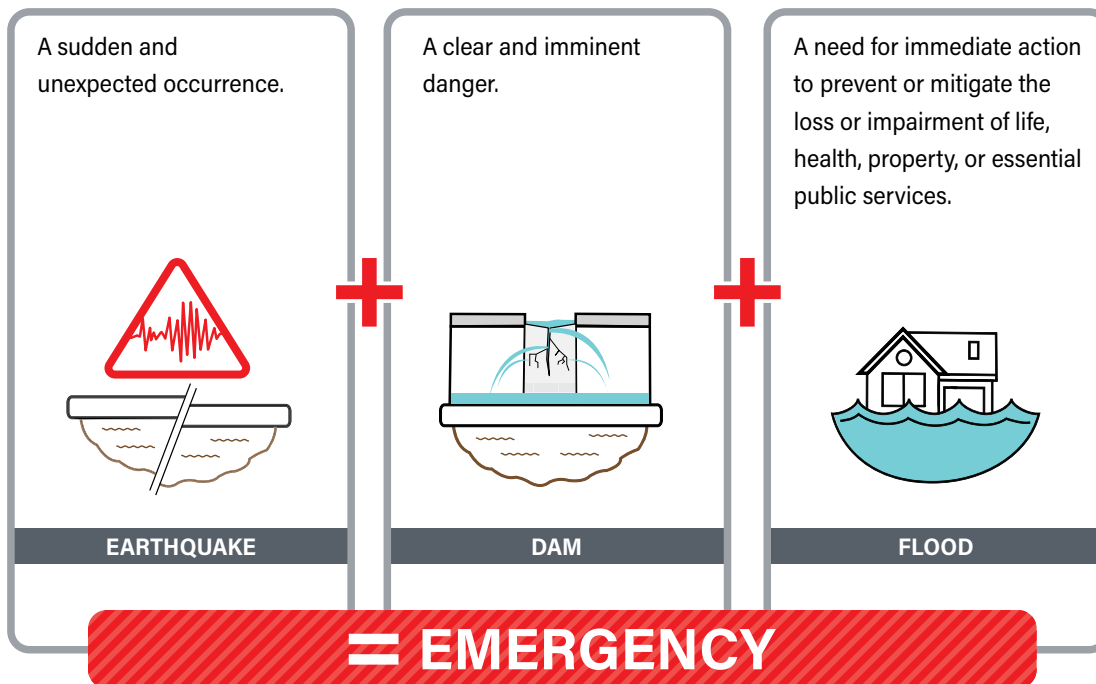 A sudden and
unexpected occurrence.
EARTHQUAKE
A clear and imminent
danger.
DAM
A need for immediate action
to prevent or mitigate the
loss or impairment of life,
health, property, or essential
public services.
FLOOD
= EMERGENCY